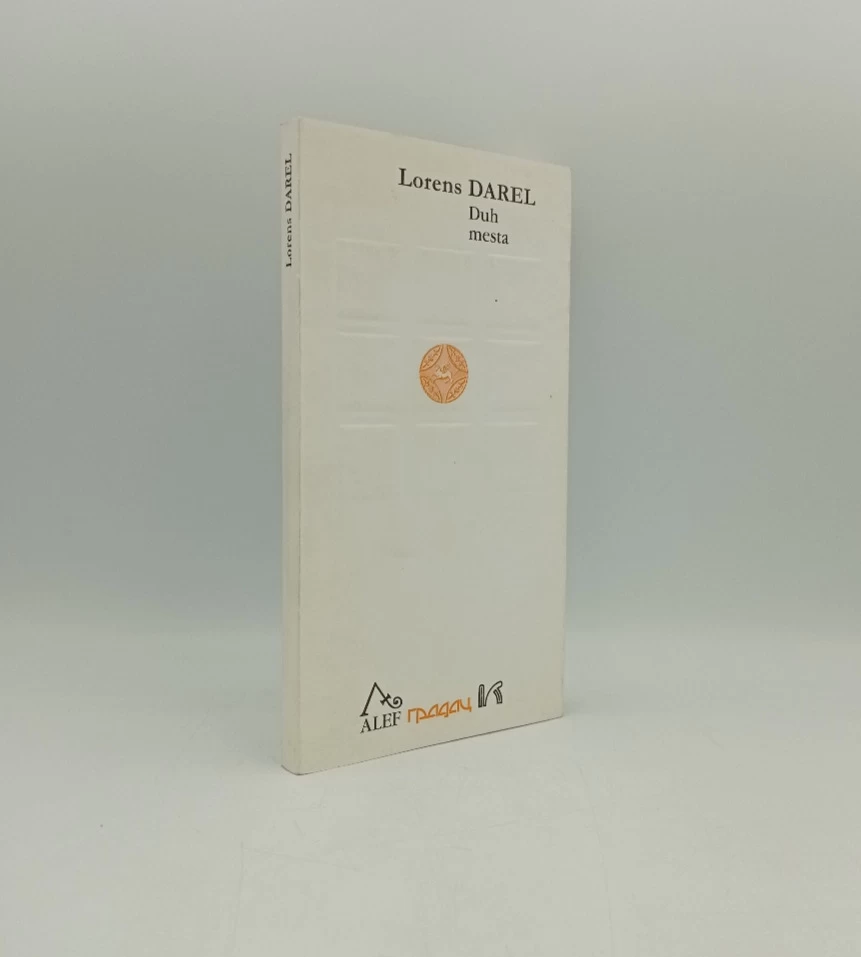 Lorens DAREL
Lorens DAREL
Duh
mesta
ALEF
градац
K